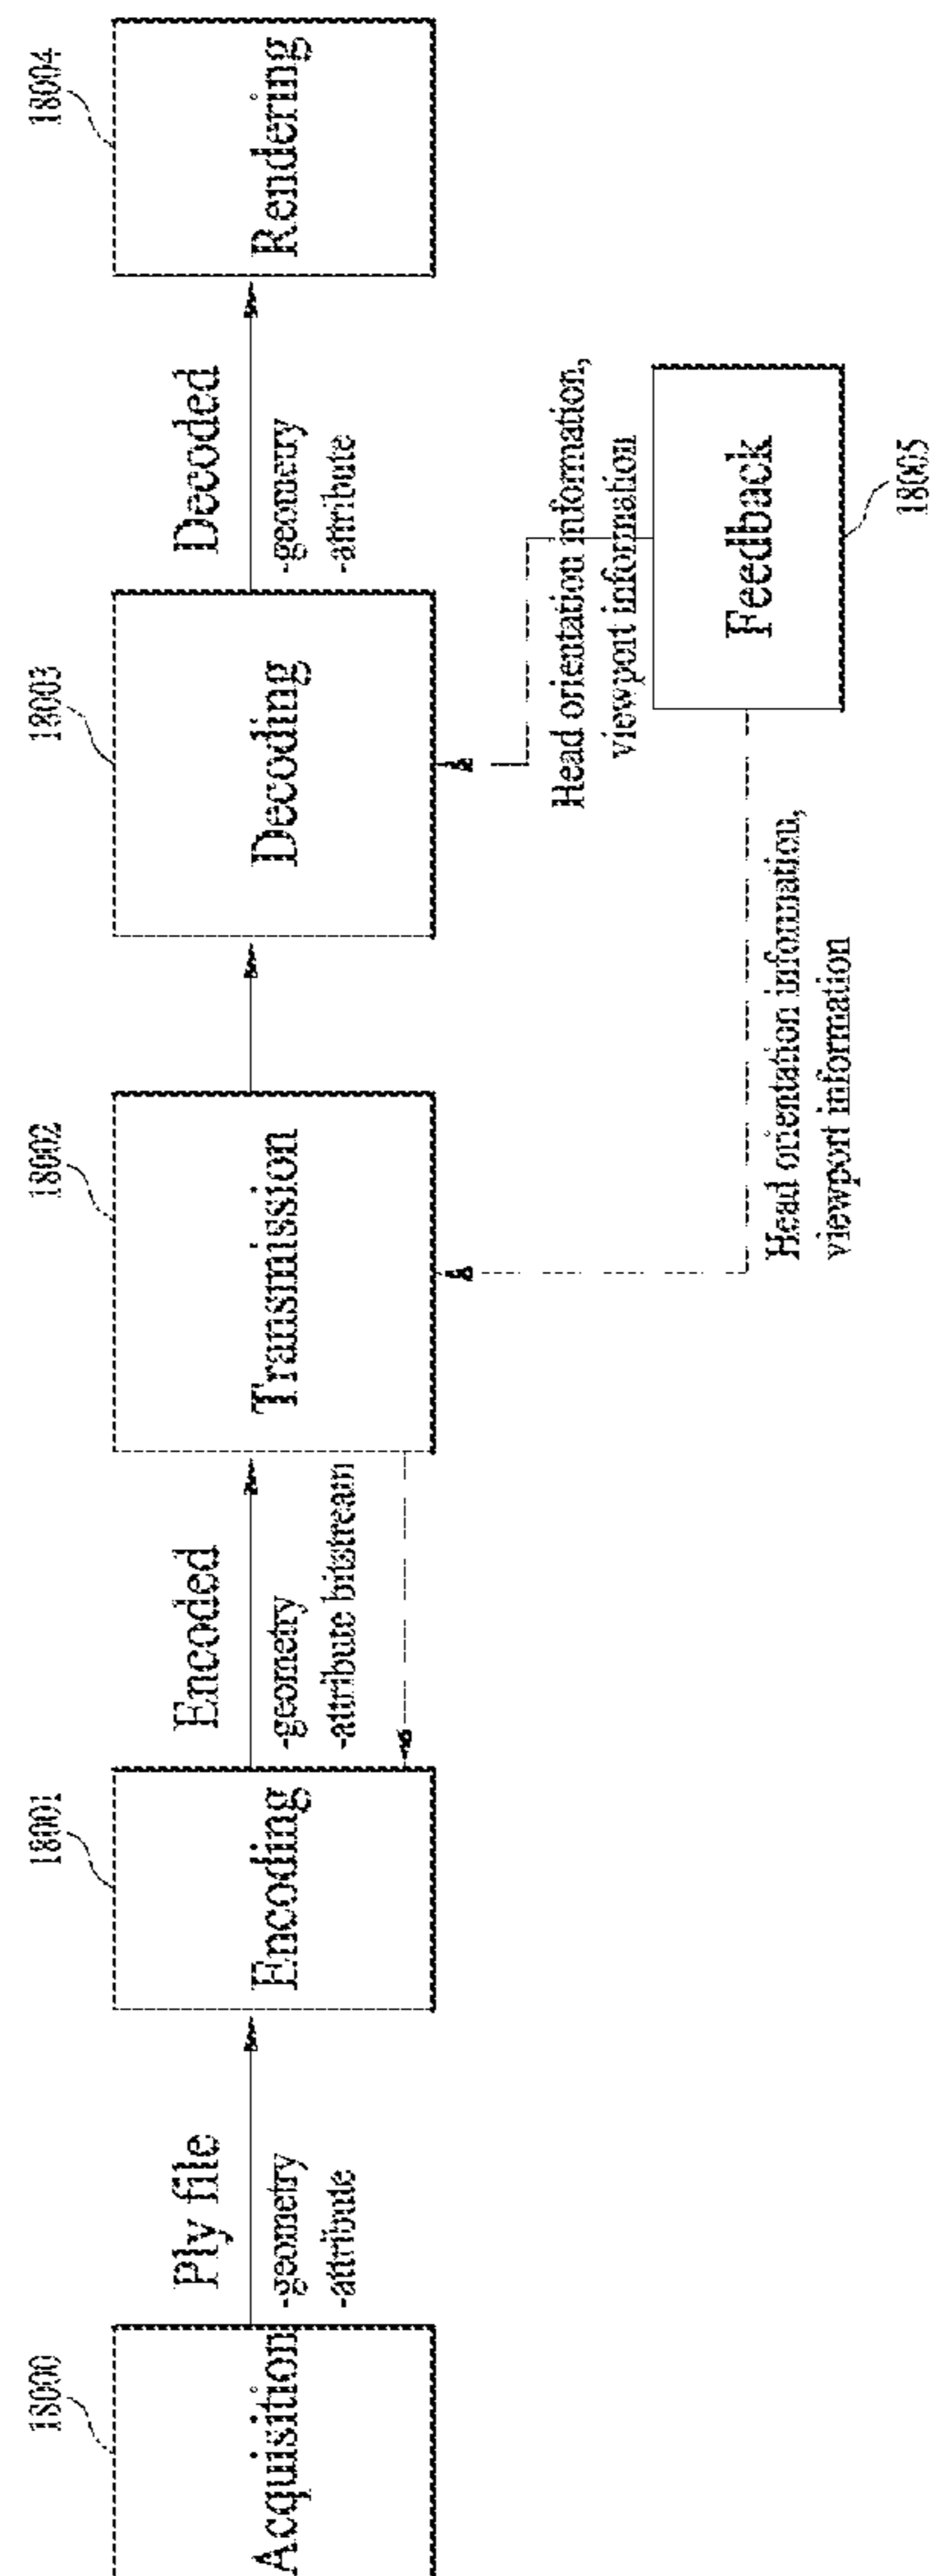 18000
Acquisition
Ply file
-geometry
-attribute
18001
Encoding
Encoded
-geometry
-attribute bitstream
18002
Transmission
18003
Decoding
Decoded
-geometry
-attribute
18004
Rendering
Head orientation information,
viewport information
Feedback
18005
Head orientation information,
viewport information